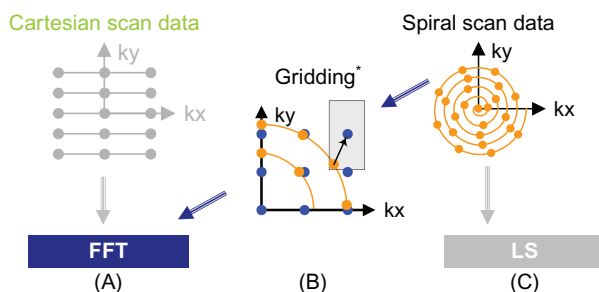 Cartesian scan data
ky
kx
FFT
(A)
Gridding*
ky
kx
(B)
Spiral scan data
ky
kx
LS
(C)